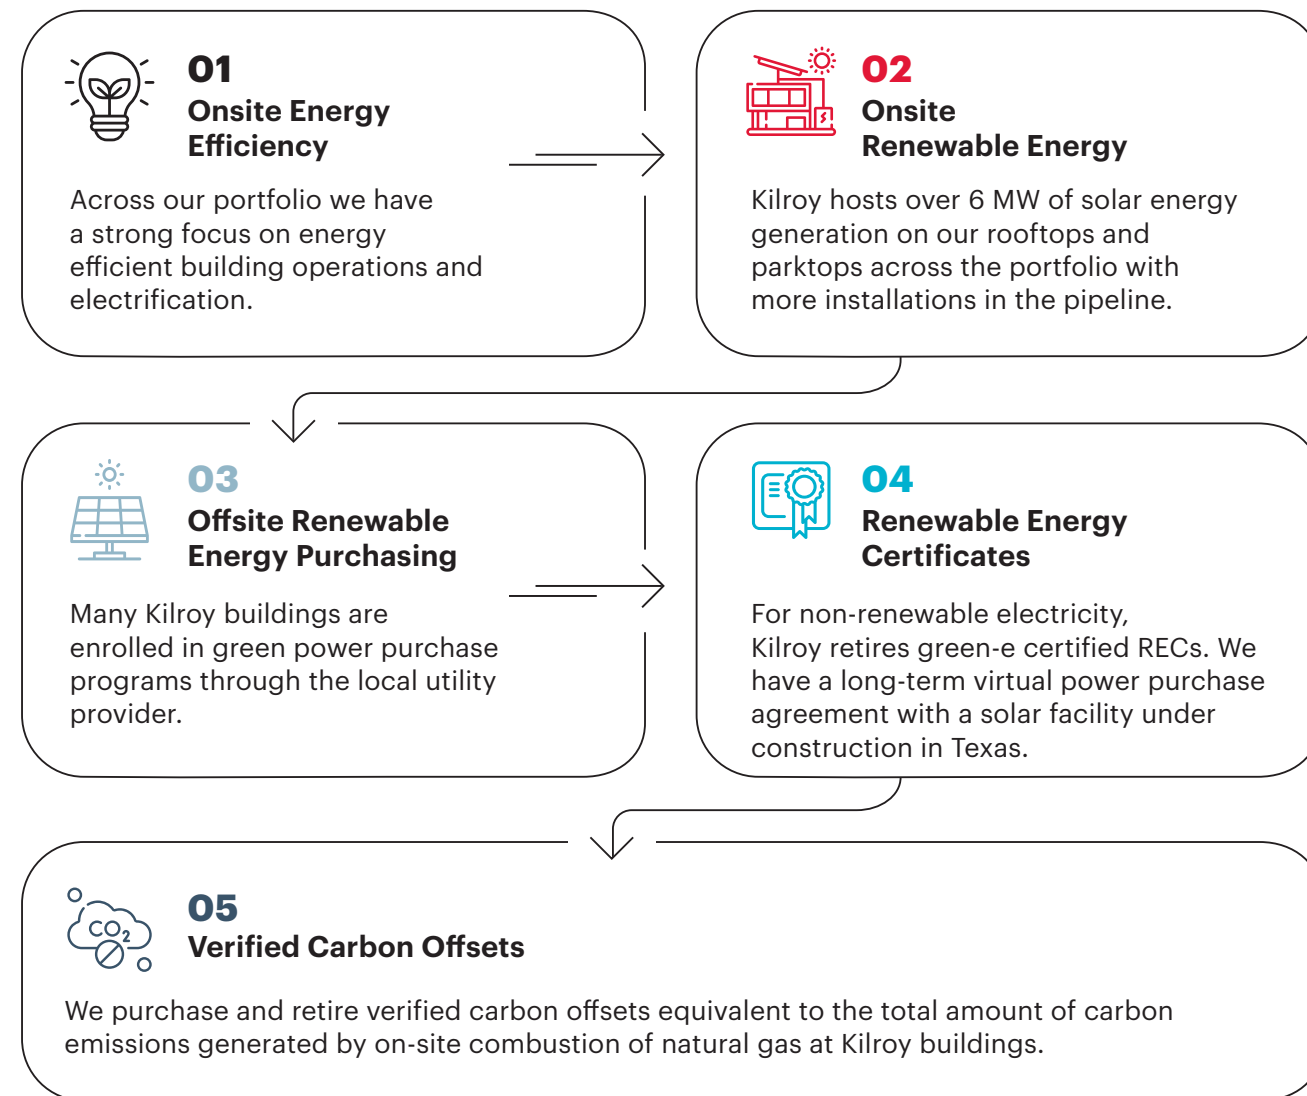 01
Onsite Energy
Efficiency
Across our portfolio we have
a strong focus on energy
efficient building operations and
electrification.
02
Onsite
Renewable Energy
Kilroy hosts over 6 MW of solar energy
generation on our rooftops and
parktops across the portfolio with
more installations in the pipeline.
03
Offsite Renewable
Energy Purchasing
Many Kilroy buildings are
enrolled in green power purchase
programs through the local utility
provider.
04
Renewable Energy
Certificates
For non-renewable electricity,
Kilroy retires green-e certified RECs. We
have a long-term virtual power purchase
agreement with a solar facility under
construction in Texas.
CO2
05
Verified Carbon Offsets
We purchase and retire verified carbon offsets equivalent to the total amount of carbon
emissions generated by on-site combustion of natural gas at Kilroy buildings.